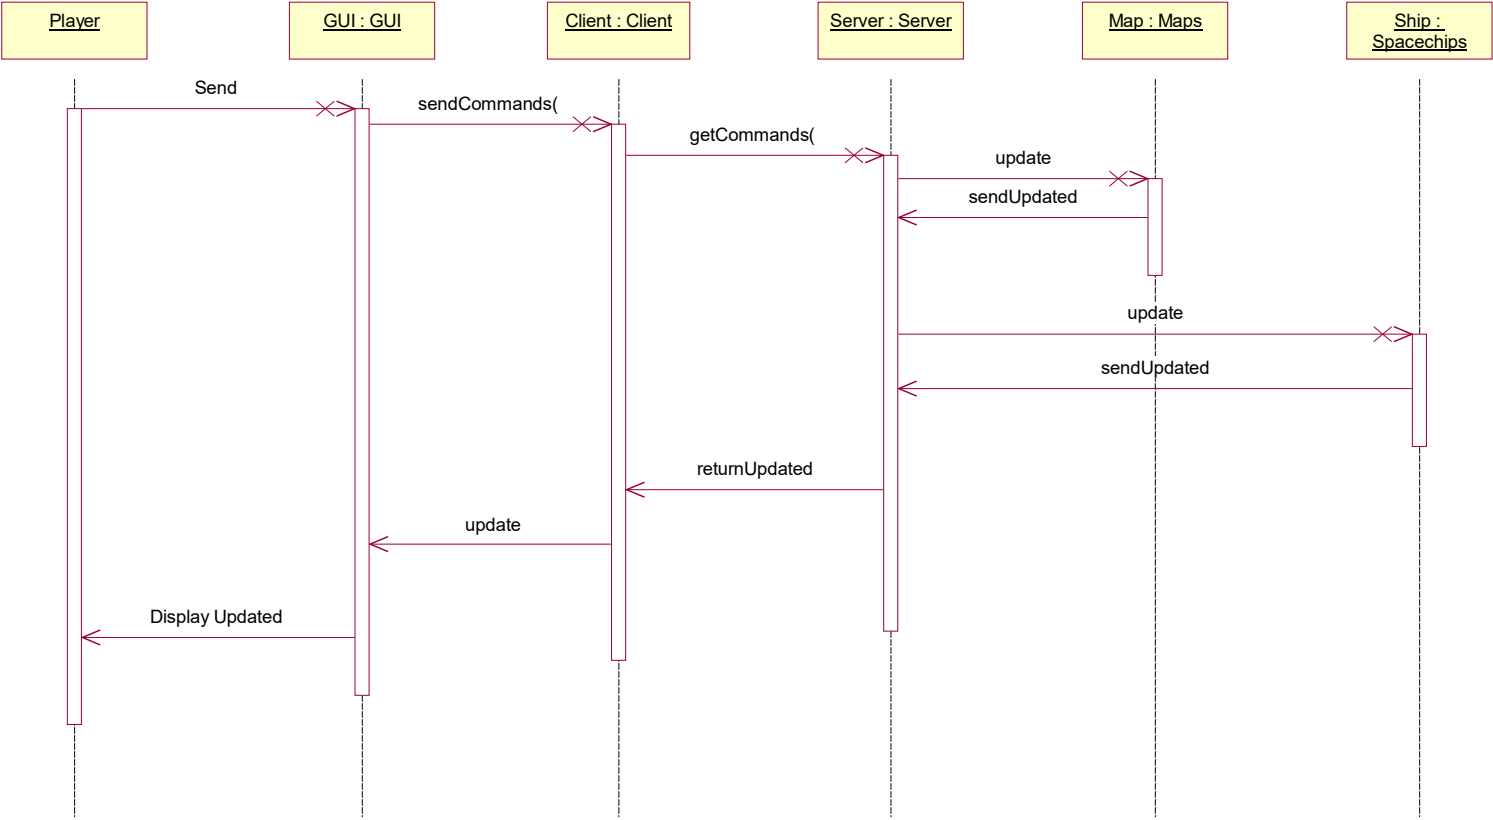 Player
GUI : GUI
Client : Client
Server : Server
Map : Maps
Ship :
Spacechips
Send
sendCommands(
getCommands(
update
sendUpdated
update
sendUpdated
returnUpdated
update
Display Updated